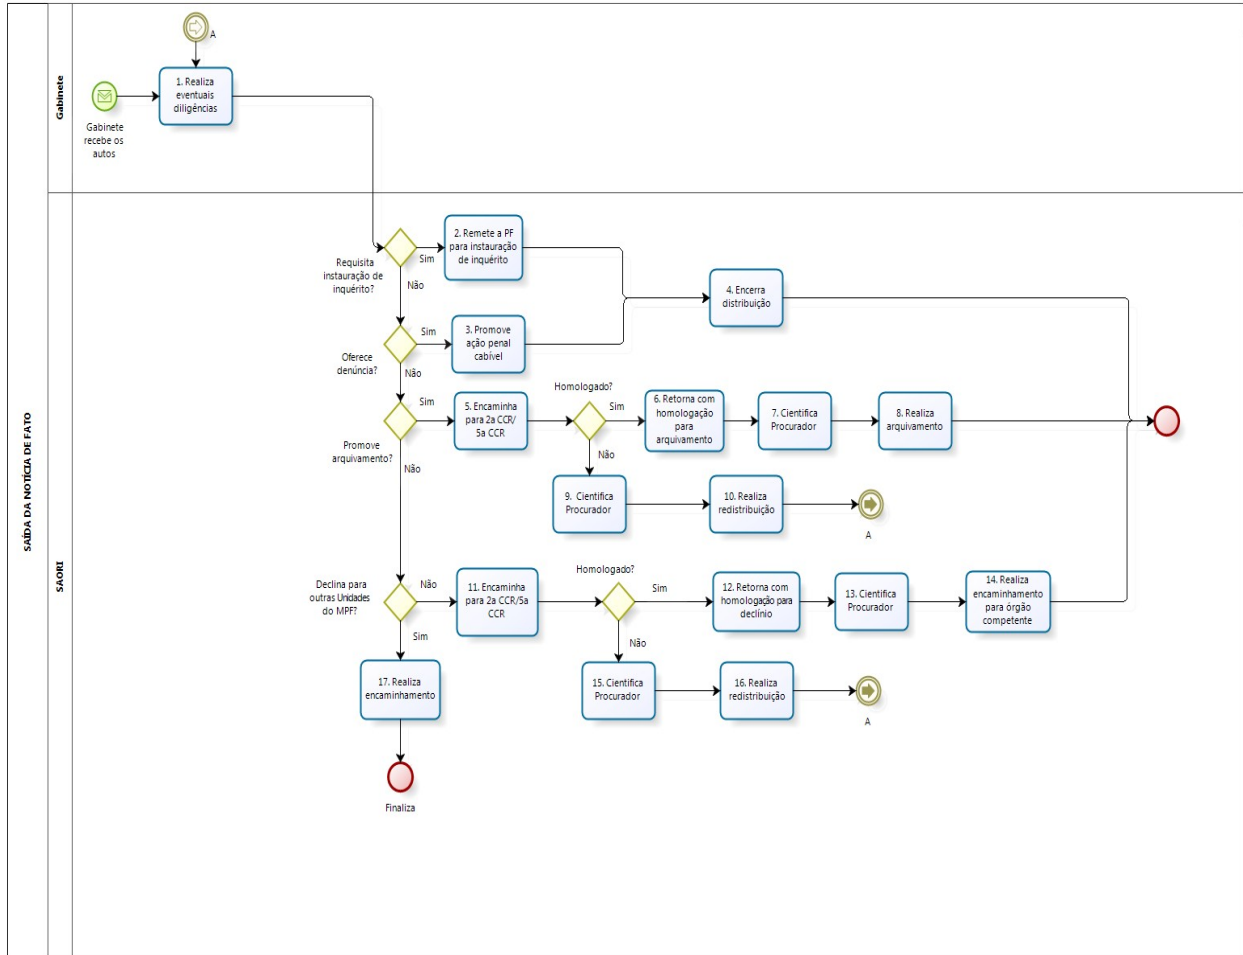 SAÍDA DA NOTÍCIA DE FATO
Gabinete
A
1. Realiza
eventuais
diligências
Gabinete
recebe os
autos
SAORI
Requisita
instauração de
inquérito?
Sim
Não
2. Remete a PF
para instauração
de inquérito
4. Encerra
distribuição
Oferece
denúncia?
Sim
Não
3. Promove
ação penal
cabível
Promove
arquivamento?
Sim
Não
5. Encaminha
para 2a CCR/
5a CCR
Homologado?
Sim
Não
6. Retorna com
homologação
para
arquivamento
7. Cientifica
Procurador
8. Realiza
arquivamento
9. Cientifica
Procurador
10. Realiza
redistribuição
A
Declina para
outras Unidades
do MPF?
Não
Sim
11. Encaminha
para 2a CCR/5a
CCR
Homologado?
Sim
Não
12. Retorna com
homologação para
declínio
13. Cientifica
Procurador
14. Realiza
encaminhamento
para órgão
competente
15. Cientifica
Procurador
16. Realiza
redistribuição
A
17. Realiza
encaminhamento
Finaliza